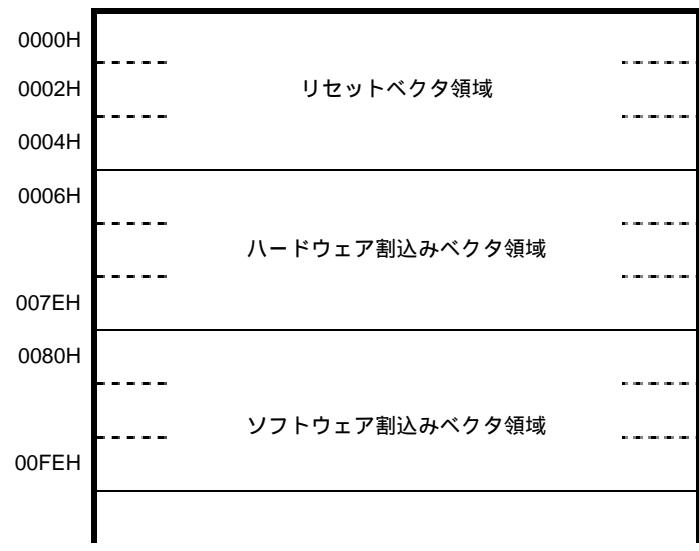 0000H
0002H
リセットベクタ領域
0004H
0006H
ハードウェア割込みベクタ領域
007EH
0080H
ソフトウェア割込みベクタ領域
00FEH